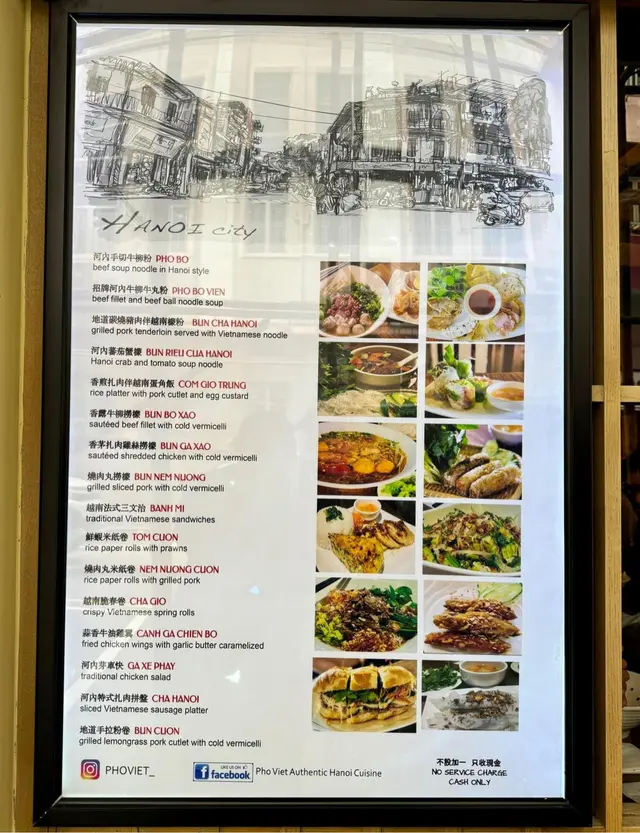 HANOI city
河內手切牛柳粉 PHO BO
beef soup noodle in Hanoi style
招牌河內牛柳牛丸粉 PHO BO VIEN
beef fillet and beef ball noodle soup
地道碳燒豬肉伴越南檬粉 BUN CHA HANOI
grilled pork tenderloin served with Vietnamese noodle
河內蕃茄蟹檬 BUN RIEU CUA HANOI
Hanoi crab and tomato soup noodle
香煎扎肉伴越南蛋角飯 COM GIO TRUNG
rice platter with pork cutlet and egg custard
香露牛柳撈檬 BUN BO XAO
sautéed beef fillet with cold vermicelli
香茅扎肉雞絲撈檬 BUN GA XAO
sautéed shredded chicken with cold vermicelli
燒肉丸撈檬 BUN NEM NUONG
grilled sliced pork with cold vermicelli
越南法式三文治 BANH MI
traditional Vietnamese sandwiches
鮮蝦米紙卷 TOM CUON
rice paper rolls with prawns
燒肉丸米紙卷 NEM NUONG CUON
rice paper rolls with grilled pork
越南脆春卷 CHA GIO
crispy Vietnamese spring rolls
蒜香牛油雞翼 CANH GA CHIEN BO
fried chicken wings with garlic butter caramelized
河內芽車快 GA XE PHAY
traditional chicken salad
河內特式扎肉拼盤 CHA HANOI
sliced Vietnamese sausage platter
地道手拉粉卷 BUN CUON
grilled lemongrass pork cutlet with cold vermicelli
PHOVIET_
LIKE US ON
facebook
Pho Viet Authentic Hanoi Cuisine
不設加一 只收現金
NO SERVICE CHARGE
CASH ONLY